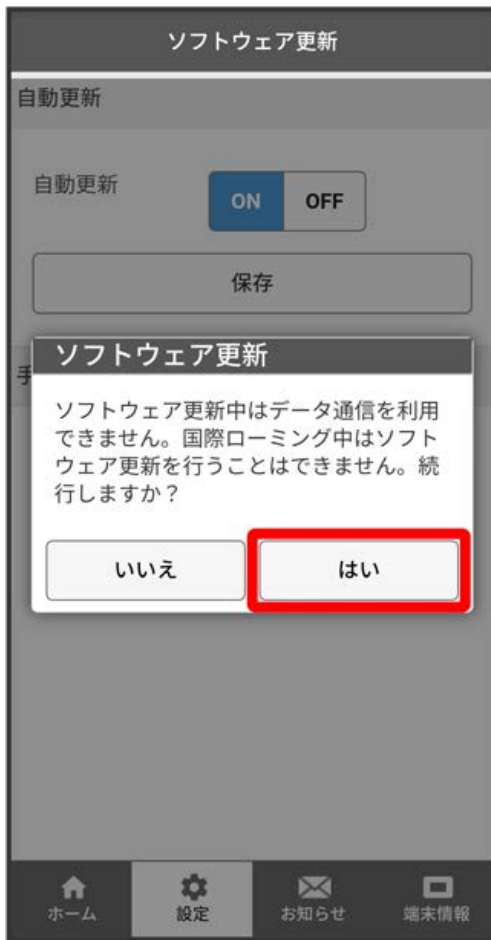 ソフトウェア更新
自動更新
自動更新
ON
OFF
保存
手
ソフトウェア更新
ソフトウェア更新中はデータ通信を利用
できません。国際ローミング中はソフト
ウェア更新を行うことはできません。続
行しますか？
いいえ
はい
ホーム
設定
お知らせ
端末情報